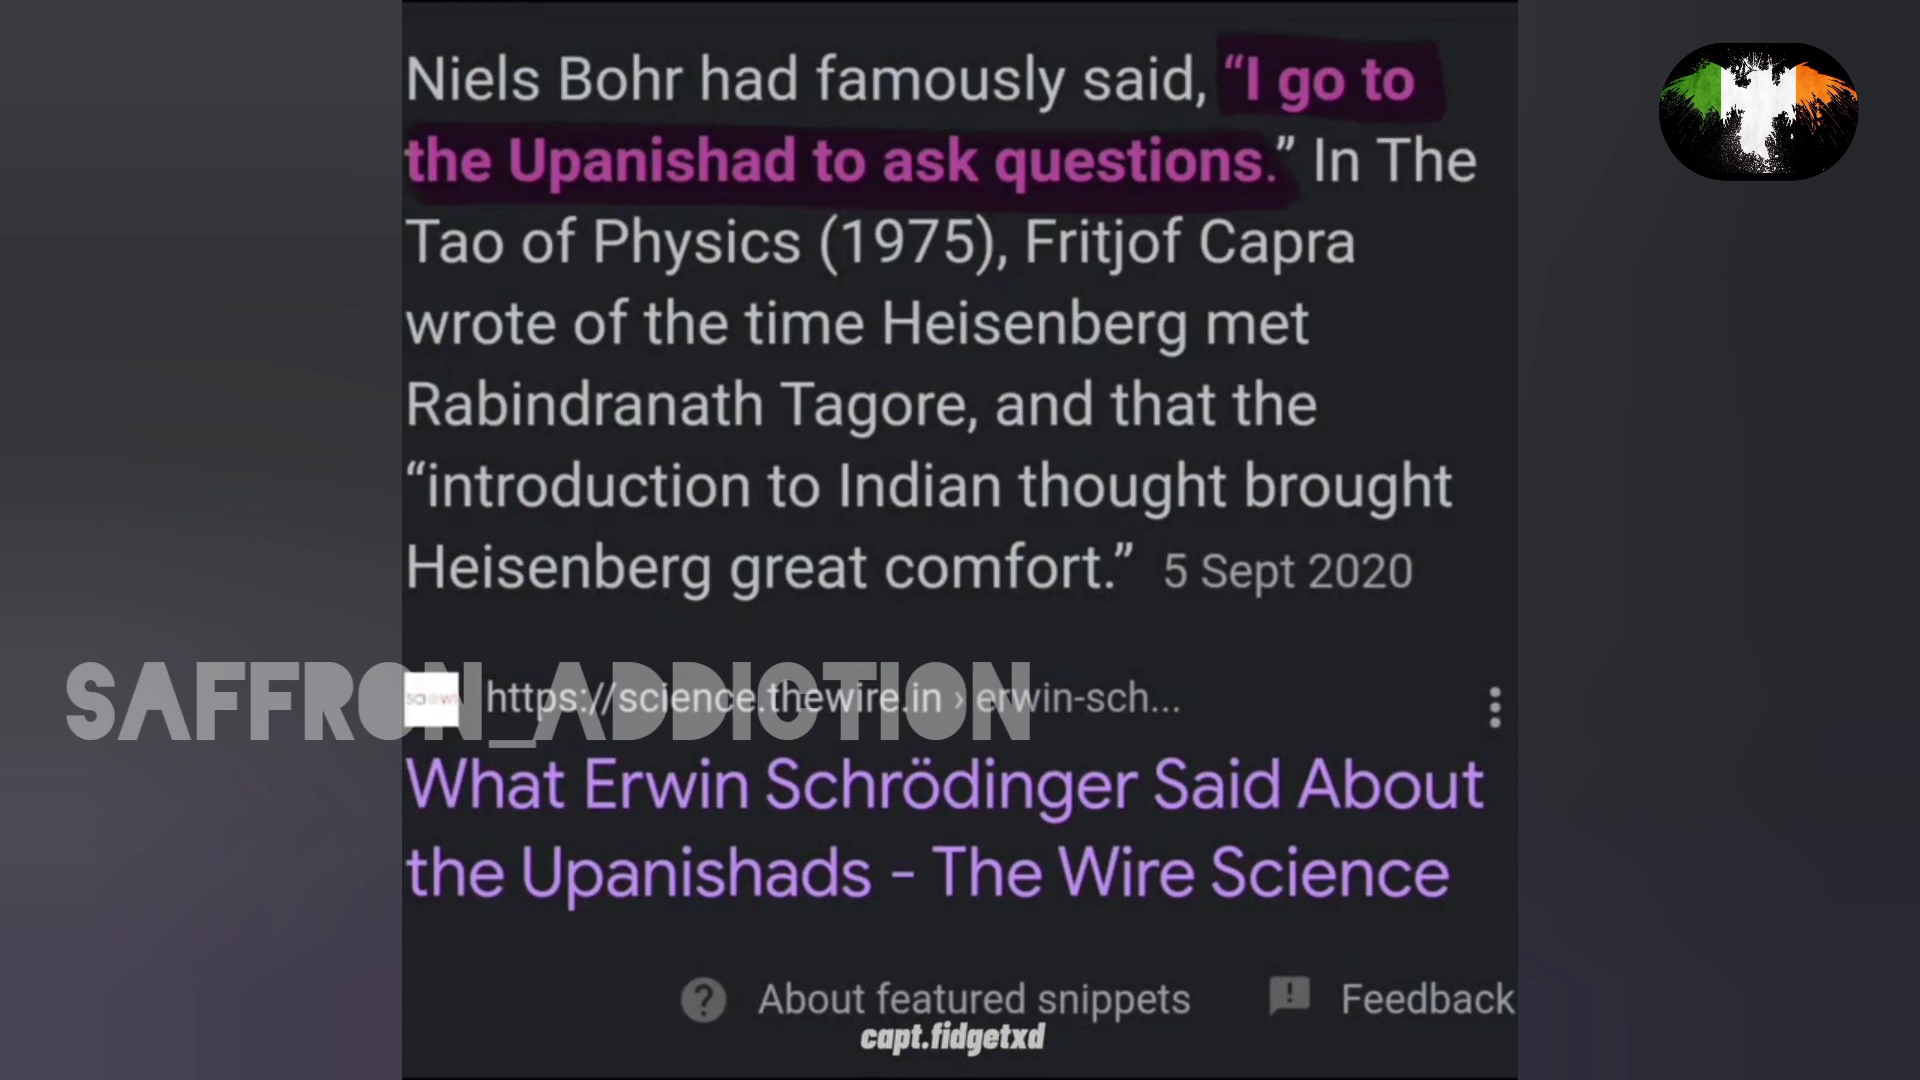 Niels Bohr had famously said, “I go to
the Upanishad to ask questions.” In The
Tao of Physics (1975), Fritjof Capra
wrote of the time Heisenberg met
Rabindranath Tagore, and that the
“introduction to Indian thought brought
Heisenberg great comfort.” 5 Sept 2020
SAFFRON_ADDICTION
https://science.thewire.in › erwin-sch...
What Erwin Schrödinger Said About
the Upanishads - The Wire Science
About featured snippets Feedback
capt.fidgetxd